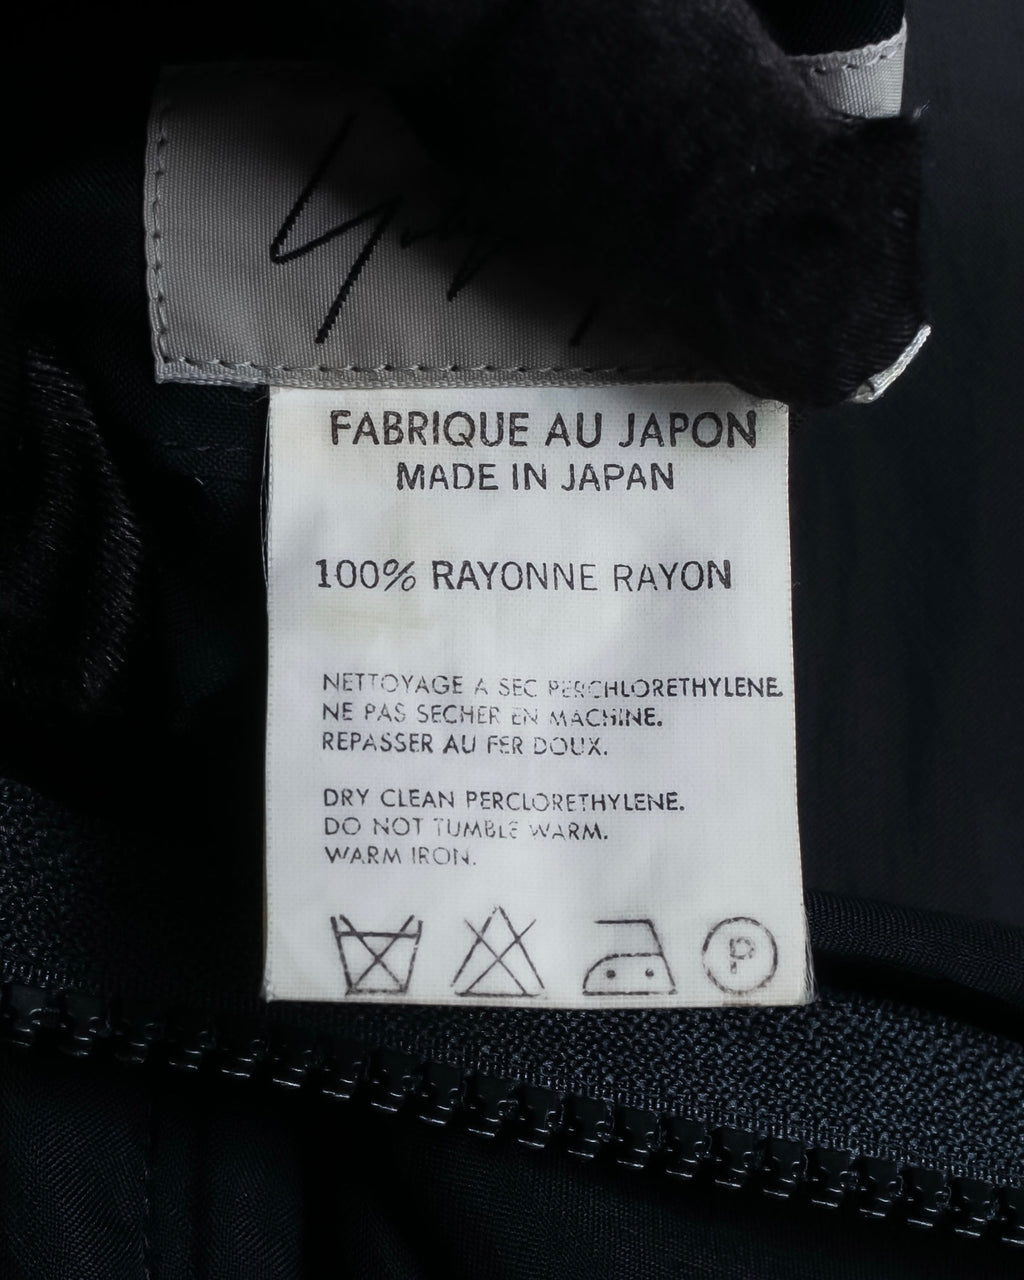 FABRIQUE AU JAPON
MADE IN JAPAN
100% RAYONNE RAYON
NETTOYAGE A SEC PERCHLORETHYLENE.
NE PAS SECHER EN MACHINE.
REPASSER AU FER DOUX.
DRY CLEAN PERCLORETHYLENE.
DO NOT TUMBLE WARM.
WARM IRON.
P